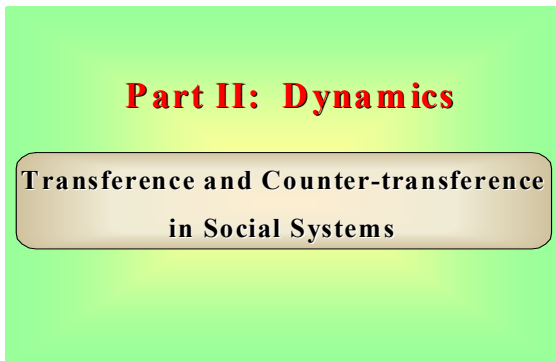 Part II: Dynamics
Transference and Counter-transference
in Social Systems